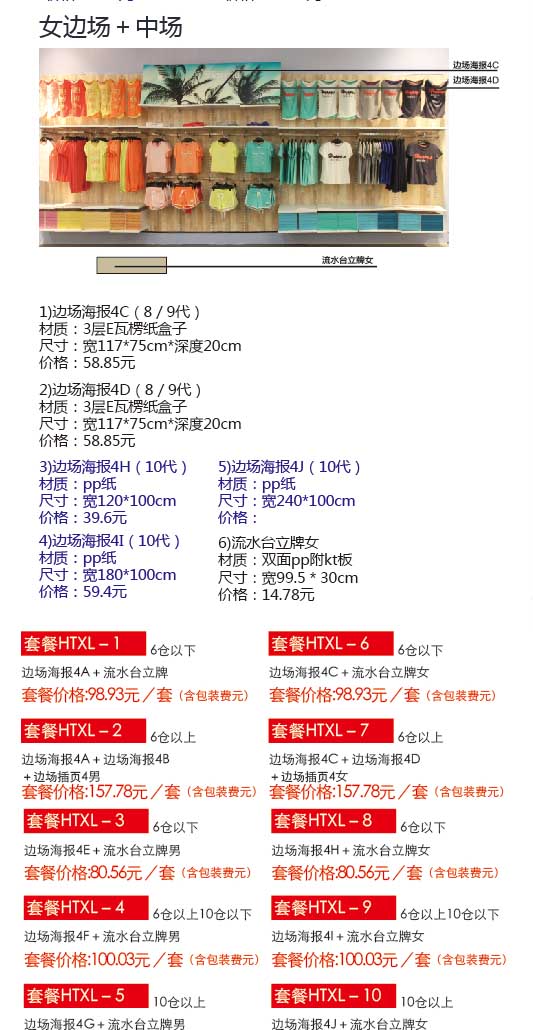 女边场＋中场
边场海报4C
边场海报4D
流水台立牌女
1)边场海报4C（8 / 9代）
材质：3层E瓦楞纸盒子
尺寸：宽117*75cm*深度20cm
价格：58.85元
2)边场海报4D（8 / 9代）
材质：3层E瓦楞纸盒子
尺寸：宽117*75cm*深度20cm
价格：58.85元
3)边场海报4H（10代）
材质：pp纸
尺寸：宽120*100cm
价格：39.6元
5)边场海报4J（10代）
材质：pp纸
尺寸：宽240*100cm
价格：
4)边场海报4I（10代）
材质：pp纸
尺寸：宽180*100cm
价格：59.4元
6)流水台立牌女
材质：双面pp附kt板
尺寸：宽99.5 * 30cm
价格：14.78元
套餐HTXL – 1 6仓以下
边场海报4A＋流水台立牌
套餐价格:98.93元／套（含包装费元）
套餐HTXL – 6 6仓以下
边场海报4C＋流水台立牌女
套餐价格:98.93元／套（含包装费元）
套餐HTXL – 2 6仓以上
边场海报4A＋边场海报4B
＋边场插页4男
套餐价格:157.78元／套（含包装费元）
套餐HTXL – 7 6仓以上
边场海报4C＋边场海报4D
＋边场插页4女
套餐价格:157.78元／套（含包装费元）
套餐HTXL – 3 6仓以下
边场海报4E＋流水台立牌男
套餐价格:80.56元／套（含包装费元）
套餐HTXL – 8 6仓以下
边场海报4H＋流水台立牌女
套餐价格:80.56元／套（含包装费元）
套餐HTXL – 4 6仓以上10仓以下
边场海报4F＋流水台立牌男
套餐价格:100.03元／套（含包装费元）
套餐HTXL – 9 6仓以上10仓以下
边场海报4I＋流水台立牌女
套餐价格:100.03元／套（含包装费元）
套餐HTXL – 5 10仓以上
边场海报4G＋流水台立牌男
套餐HTXL – 10 10仓以上
边场海报4J＋流水台立牌女